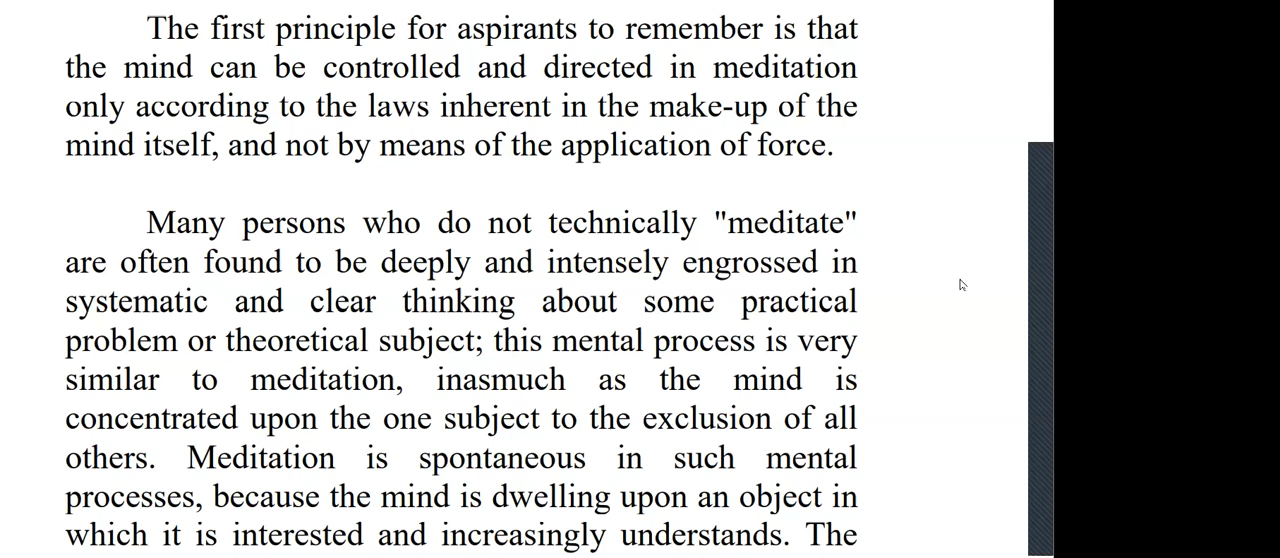 The first principle for aspirants to remember is that
the mind can be controlled and directed in meditation
only according to the laws inherent in the make-up of the
mind itself, and not by means of the application of force.
Many persons who do not technically "meditate"
are often found to be deeply and intensely engrossed in
systematic and clear thinking about some practical
problem or theoretical subject; this mental process is very
similar to meditation, inasmuch as the mind is
concentrated upon the one subject to the exclusion of all
others. Meditation is spontaneous in such mental
processes, because the mind is dwelling upon an object in
which it is interested and increasingly understands. The